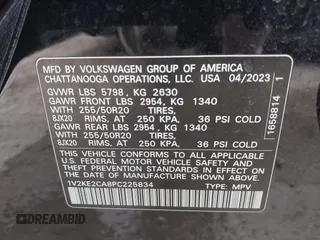 MFD BY VOLKSWAGEN GROUP OF AMERICA
CHATTANOOGA OPERATIONS, LLC. USA 04/2023
GVWR LBS 5798, KG 2630
GAWR FRONT LBS 2954, KG 1340
WITH 255/50R20 TIRES,
8JX20 RIMS, AT 250 KPA, 36 PSI COLD
GAWR REAR LBS 2954, KG 1340
WITH 255/50R20 TIRES,
8JX20 RIMS, AT 250 KPA, 36 PSI COLD
THIS VEHICLE CONFORMS TO ALL APPLICABLE
U.S. FEDERAL MOTOR VEHICLE SAFETY STANDARDS
IN EFFECT ON THE DATE OF MANUFACTURE
SHOWN ABOVE
1V2KE2CA8PC225834 TYPE: MPV
1658814 1
DREAMBID